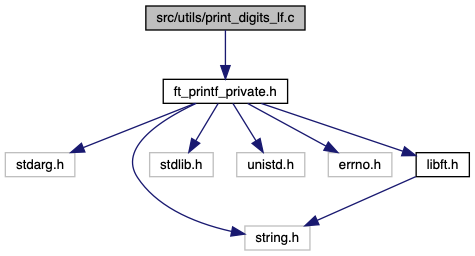 src/utils/print_digits_lf.c
ft_printf_private.h
stdarg.h
stdlib.h
unistd.h
errno.h
libft.h
string.h